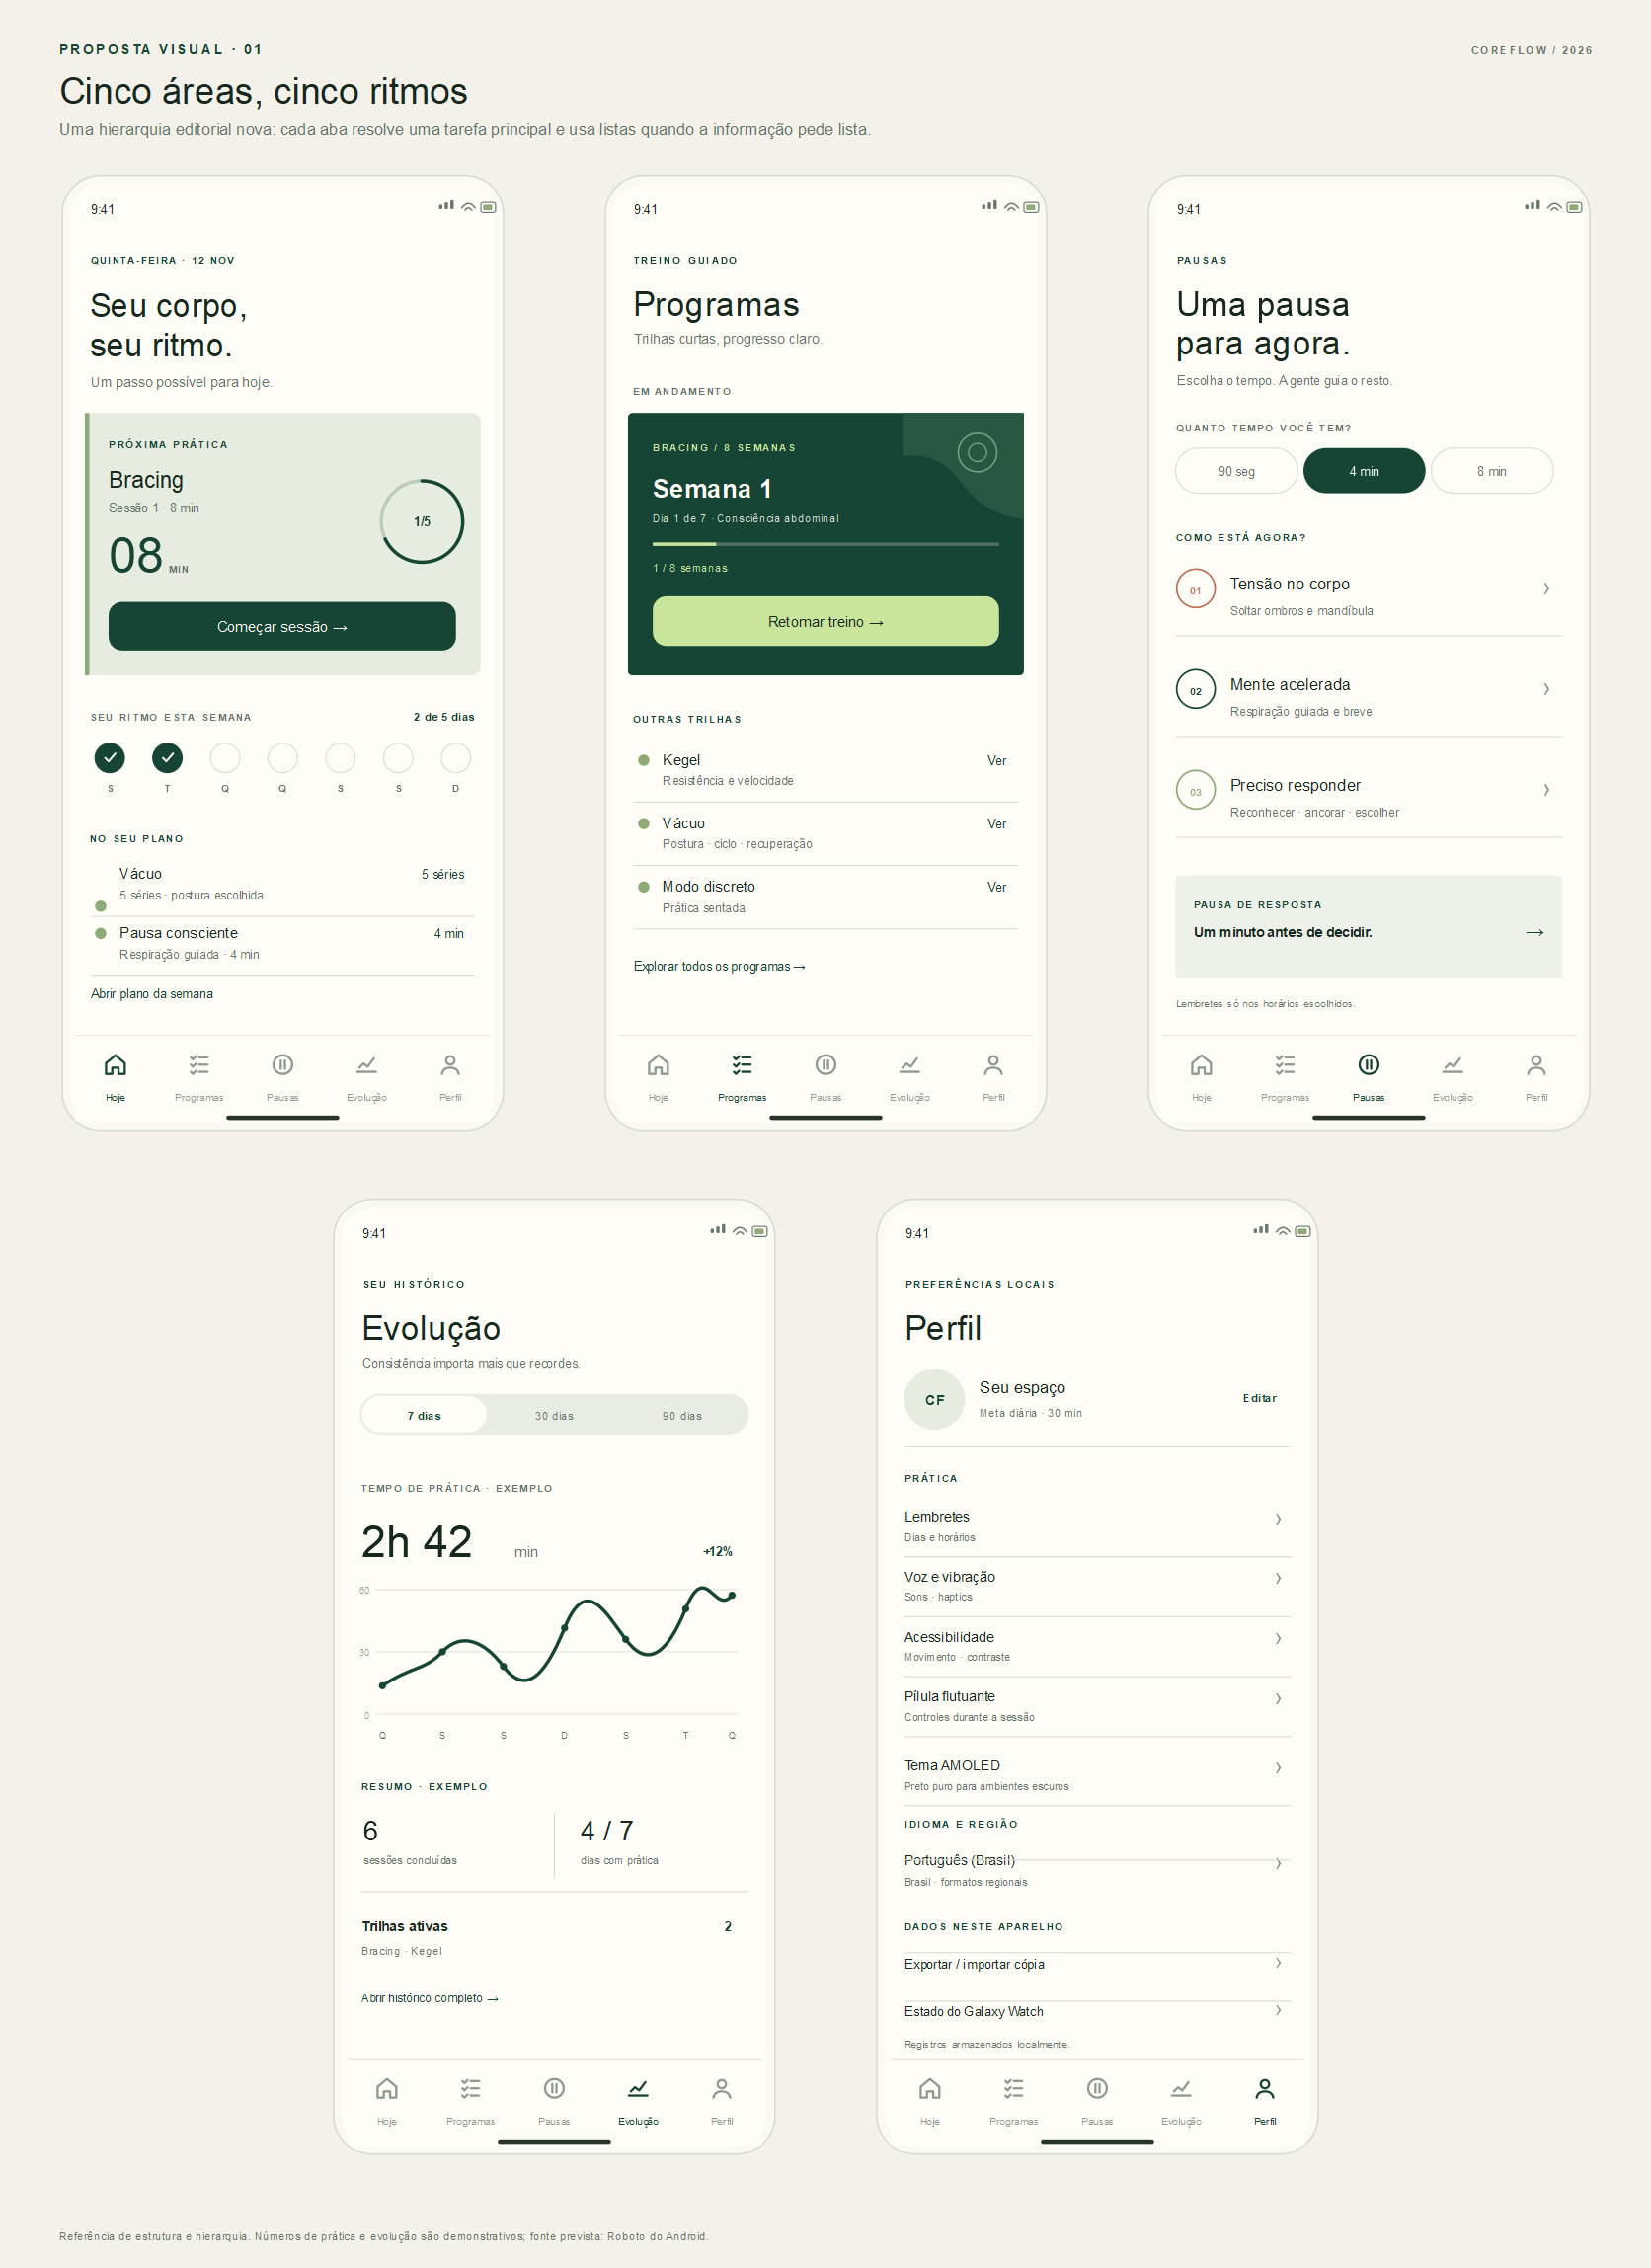 PROPOSTA VISUAL · 01
COREFLOW / 2026
Cinco áreas, cinco ritmos
Uma hierarquia editorial nova: cada aba resolve uma tarefa principal e usa listas quando a informação pede lista.
9:41
QUINTA-FEIRA · 12 NOV
Seu corpo,
seu ritmo.
Um passo possível para hoje.
PRÓXIMA PRÁTICA
Bracing
Sessão 1 · 8 min
08 MIN
1/5
Começar sessão →
SEU RITMO ESTA SEMANA
2 de 5 dias
S T Q Q S S D
NO SEU PLANO
Vácuo
5 séries
5 séries · postura escolhida
Pausa consciente
4 min
Respiração guiada · 4 min
Abrir plano da semana
Hoje Programas Pausas Evolução Perfil
9:41
TREINO GUIADO
Programas
Trilhas curtas, progresso claro.
EM ANDAMENTO
BRACING / 8 SEMANAS
Semana 1
Dia 1 de 7 · Consciência abdominal
1 / 8 semanas
Retomar treino →
OUTRAS TRILHAS
Kegel
Ver
Resistência e velocidade
Vácuo
Ver
Postura · ciclo · recuperação
Modo discreto
Ver
Prática sentada
Explorar todos os programas →
Hoje Programas Pausas Evolução Perfil
9:41
PAUSAS
Uma pausa
para agora.
Escolha o tempo. A gente guia o resto.
QUANTO TEMPO VOCÊ TEM?
90 seg 4 min 8 min
COMO ESTÁ AGORA?
01
Tensão no corpo
Soltar ombros e mandíbula
02
Mente acelerada
Respiração guiada e breve
03
Preciso responder
Reconhecer · ancorar · escolher
PAUSA DE RESPOSTA
Um minuto antes de decidir. →
Lembretes só nos horários escolhidos.
Hoje Programas Pausas Evolução Perfil
9:41
SEU HISTÓRICO
Evolução
Consistência importa mais que recordes.
7 dias 30 dias 90 dias
TEMPO DE PRÁTICA · EXEMPLO
2h 42 min
+12%
60
30
0
Q S S D S T Q
RESUMO · EXEMPLO
6
sessões concluídas
4 / 7
dias com prática
Trilhas ativas
2
Bracing · Kegel
Abrir histórico completo →
Hoje Programas Pausas Evolução Perfil
9:41
PREFERÊNCIAS LOCAIS
Perfil
CF
Seu espaço
Meta diária · 30 min
Editar
PRÁTICA
Lembretes
Dias e horários
Voz e vibração
Sons · haptics
Acessibilidade
Movimento · contraste
Pílula flutuante
Controles durante a sessão
Tema AMOLED
Preto puro para ambientes escuros
IDIOMA E REGIÃO
Português (Brasil)
Brasil · formatos regionais
DADOS NESTE APARELHO
Exportar / importar cópia
Estado do Galaxy Watch
Registros armazenados localmente.
Hoje Programas Pausas Evolução Perfil
Referência de estrutura e hierarquia. Números de prática e evolução são demonstrativos; fonte prevista: Roboto do Android.